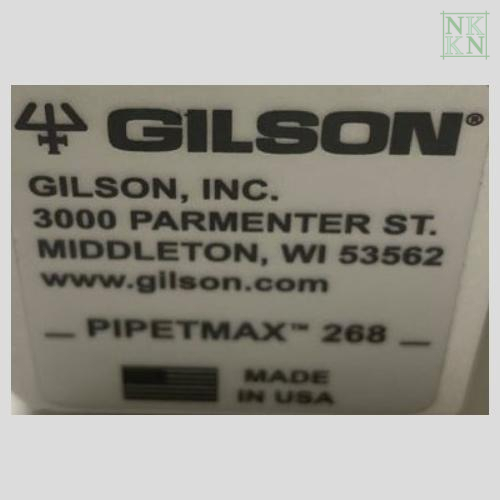 NK
KN
GILSON®
GILSON, INC.
3000 PARMENTER ST.
MIDDLETON, WI 53562
www.gilson.com
PIPETMAX™ 268
MADE
IN USA